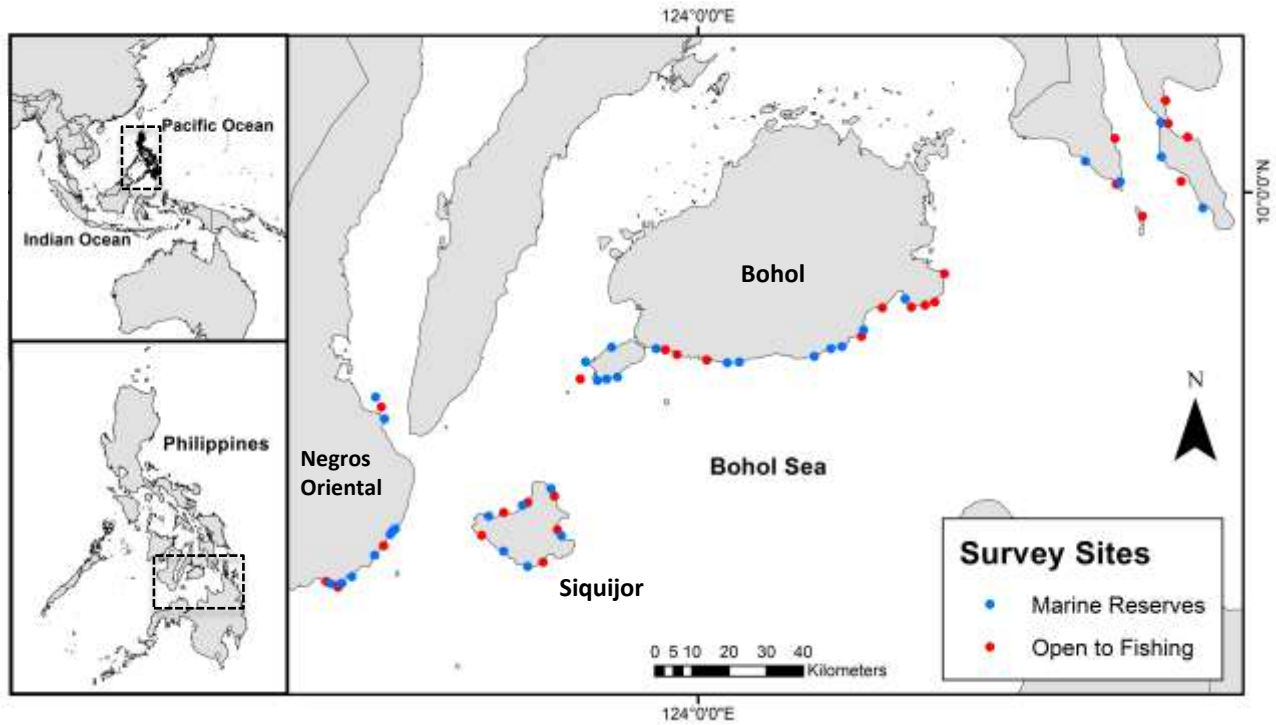 124°0'0"E
Pacific Ocean
Indian Ocean
Philippines
Bohol
10°0'0"N
Negros
Oriental
Bohol Sea
N
Siquijor
Survey Sites
Marine Reserves
Open to Fishing
0 5 10 20 30 40
Kilometers
124°0'0"E